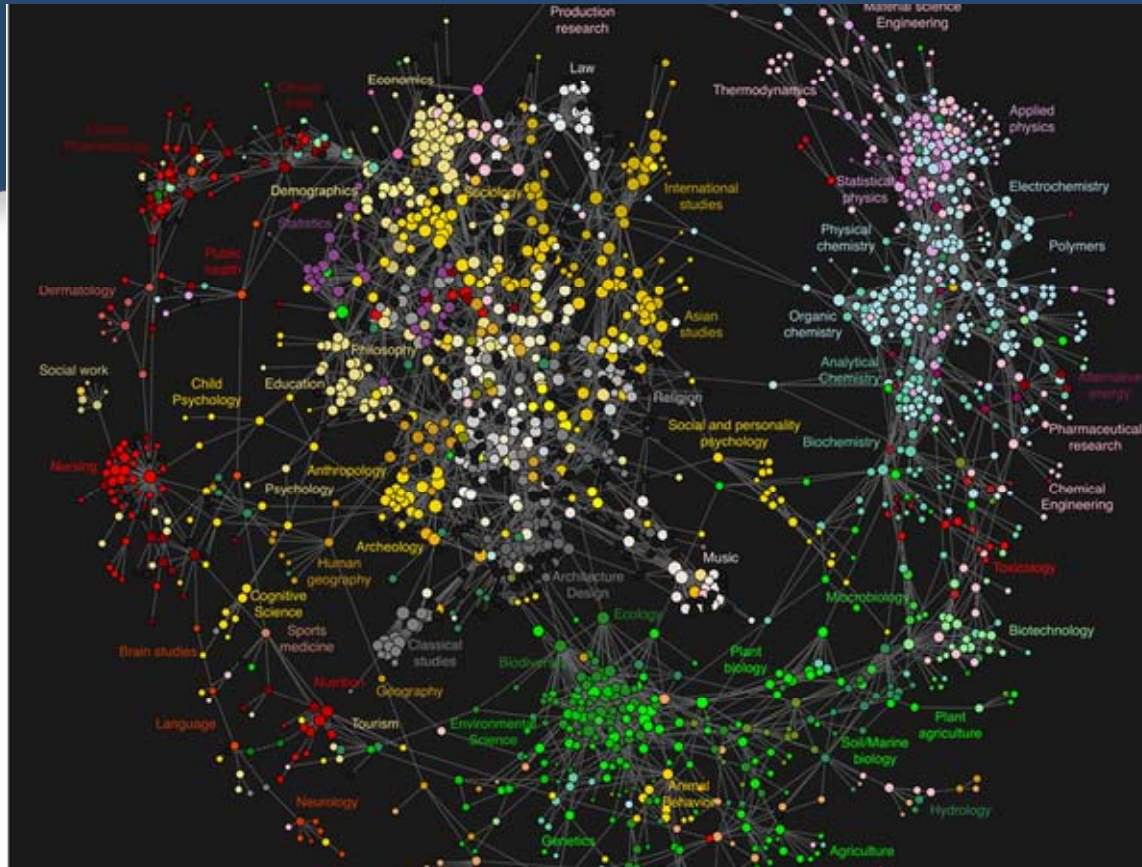 Production
research
Material science
Engineering
Law
Economics
Thermodynamics
Clinical
Pharmacology
Applied
physics
Demographics
Sociology
International
studies
Statistical
physics
Electrochemistry
Statistics
Physical
chemistry
Polymers
Public
health
Dermatology
Asian
studies
Organic
chemistry
Philosophy
Social work
Child
Psychology
Education
Analytical
Chemistry
Alternative
energy
Religion
Social and personality
psychology
Pharmaceutical
research
Biochemistry
Nursing
Anthropology
Psychology
Chemical
Engineering
Archeology
Human
geography
Music
Toxicology
Architecture
Design
Cognitive
Science
Miocrobiology
Ecology
Biotechnology
Sports
medicine
Classical
studies
Brain studies
Plant
biology
Nutrition
Geography
Language
Tourism
Environmental
Science
Plant
agriculture
Soil/Marine
biology
Animal
Behavior
Neurology
Hydrology
Genetics
Agriculture